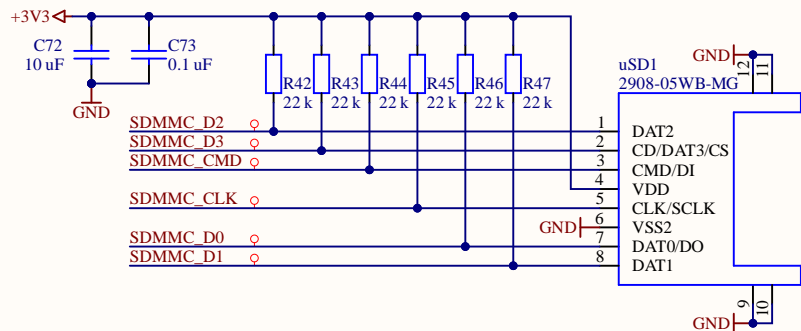 +3V3
C72
10 uF
C73
0.1 uF
GND
R42
22 k
R43
22 k
R44
22 k
R45
22 k
R46
22 k
R47
22 k
uSD1
2908-05WB-MG
GND
12
11
SDMMC_D2
1
DAT2
SDMMC_D3
2
CD/DAT3/CS
SDMMC_CMD
3
CMD/DI
4
VDD
SDMMC_CLK
5
CLK/SCLK
GND
6
VSS2
SDMMC_D0
7
DAT0/DO
SDMMC_D1
8
DAT1
9
10
GND